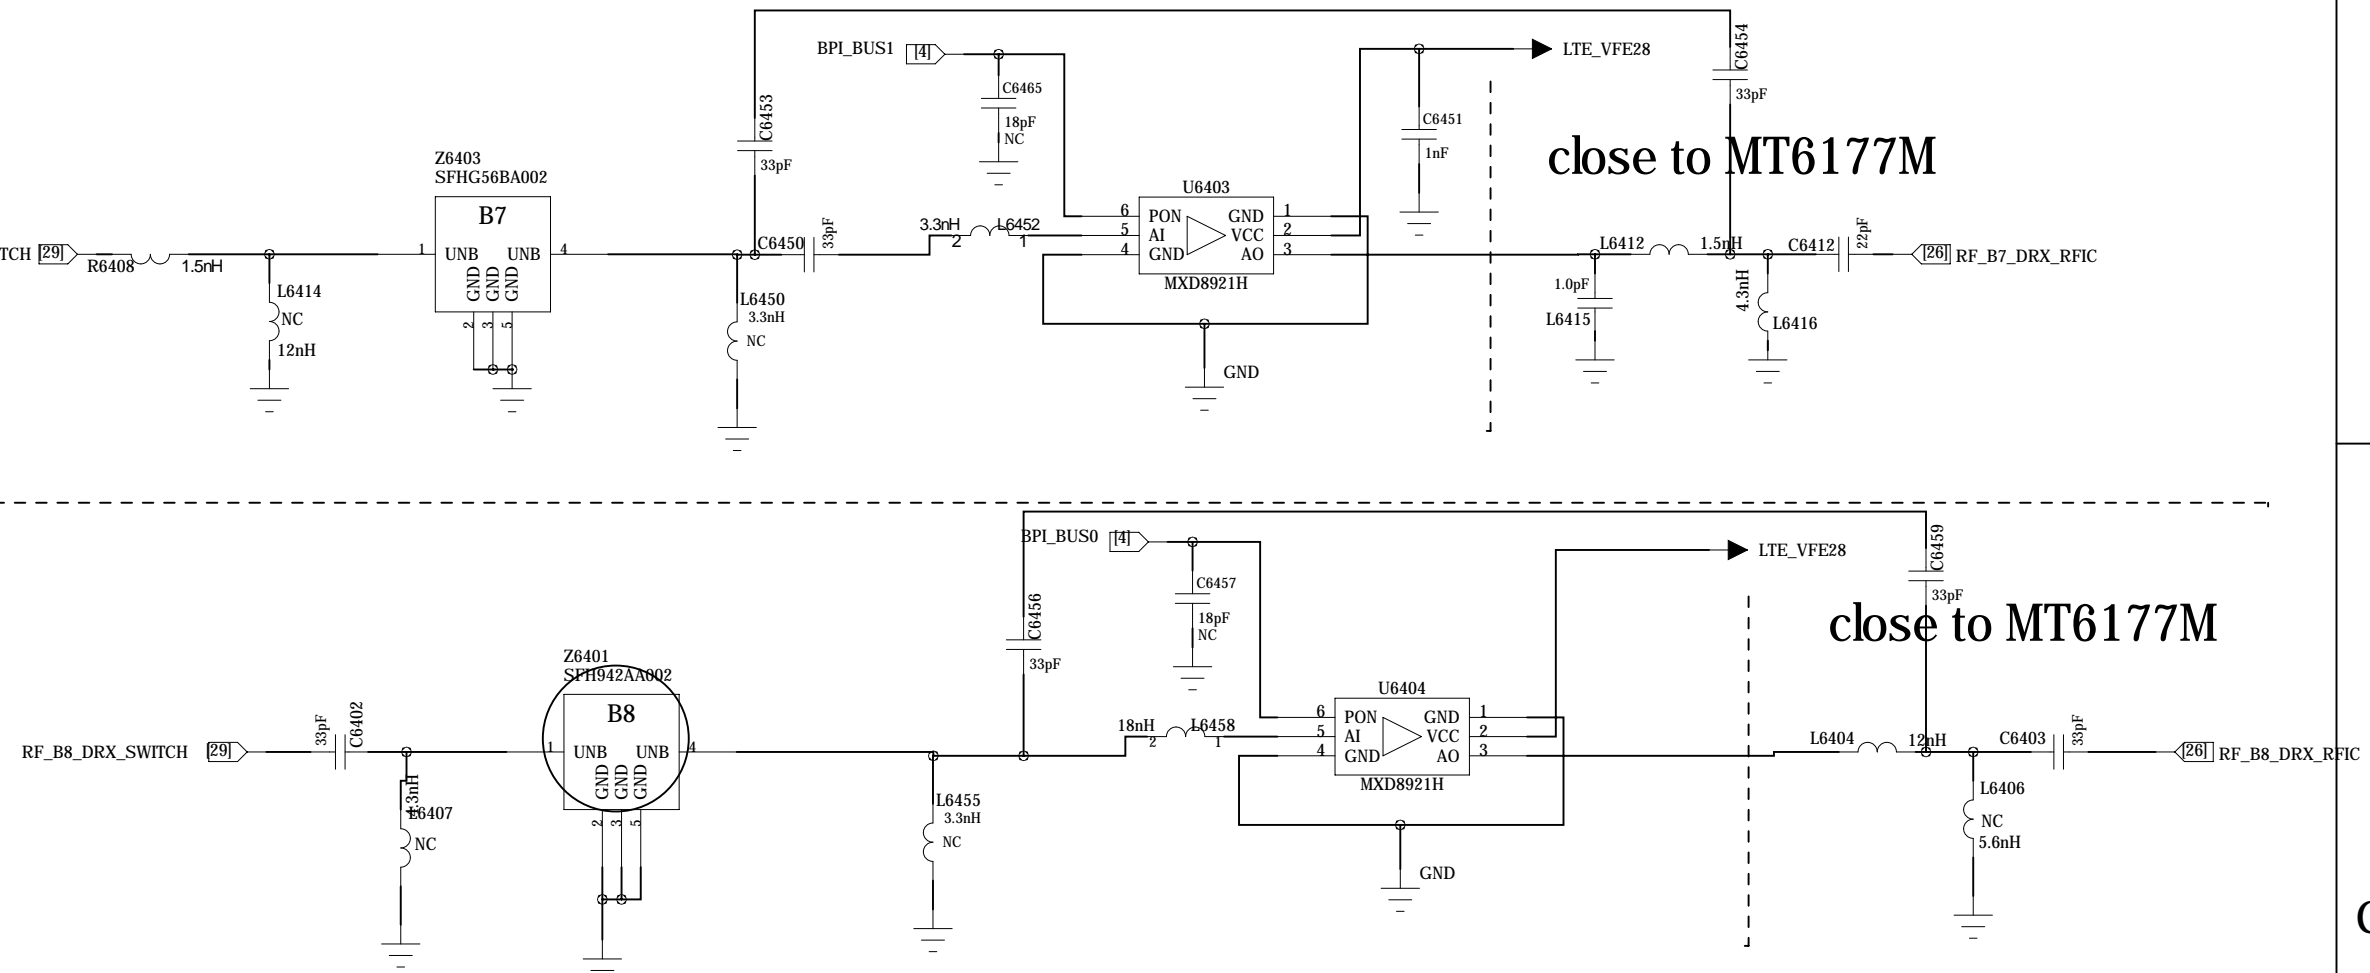 C6454
33pF
BPI_BUS1 [4]
LTE_VFE28
C6465
18pF
NC
C6453
33pF
C6451
1nF
close to MT6177M
Z6403
SFHG56BA002
B7
UNB UNB
1 4
GND GND GND
2 3 5
U6403
6 PON GND 1
5 AI VCC 2
4 GND AO 3
MXD8921H
TCH [29]
R6408 1.5nH
L6414
NC
12nH
C6450 33pF
L6450
3.3nH
NC
3.3nH L6452
2 1
GND
L6412 1.5nH
1.0pF
L6415
4.3nH
L6416
C6412 22pF
[26] RF_B7_DRX_RFIC
BPI_BUS0 [4]
LTE_VFE28
C6459
33pF
C6457
18pF
NC
C6456
33pF
close to MT6177M
Z6401
SFH942AA002
B8
UNB UNB
1 4
GND GND GND
2 3 5
U6404
6 PON GND 1
5 AI VCC 2
4 GND AO 3
MXD8921H
RF_B8_DRX_SWITCH [29]
33pF C6402
L6407
NC
L6455
3.3nH
NC
18nH L6458
2 1
GND
L6404 12nH
C6403 33pF
L6406
NC
5.6nH
[26] RF_B8_DRX_RFIC